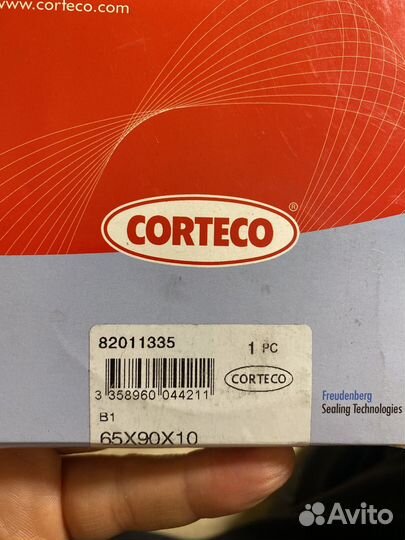 www.corteco.com
CORTECO®
82011335
1 PC
CORTECO
3 358960 044211
B1
65X90X10
Freudenberg
Sealing Technologies
Avito